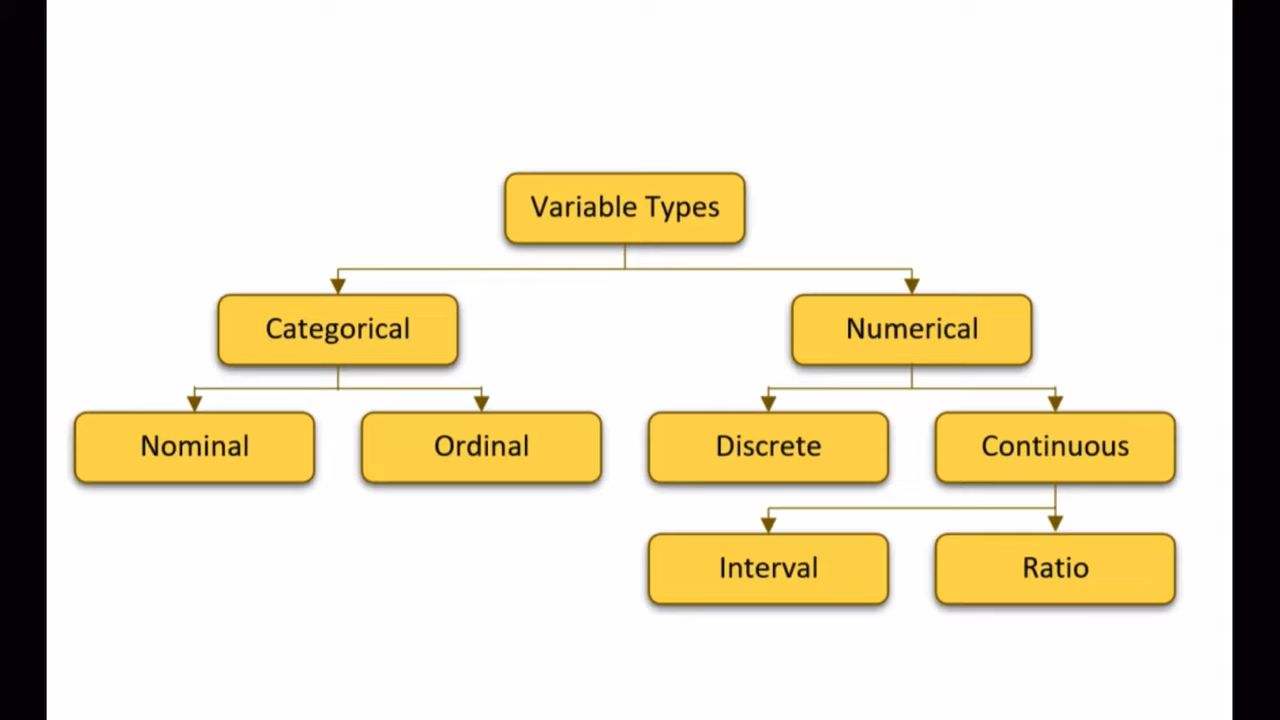 Variable Types
Categorical
Numerical
Nominal
Ordinal
Discrete
Continuous
Interval
Ratio